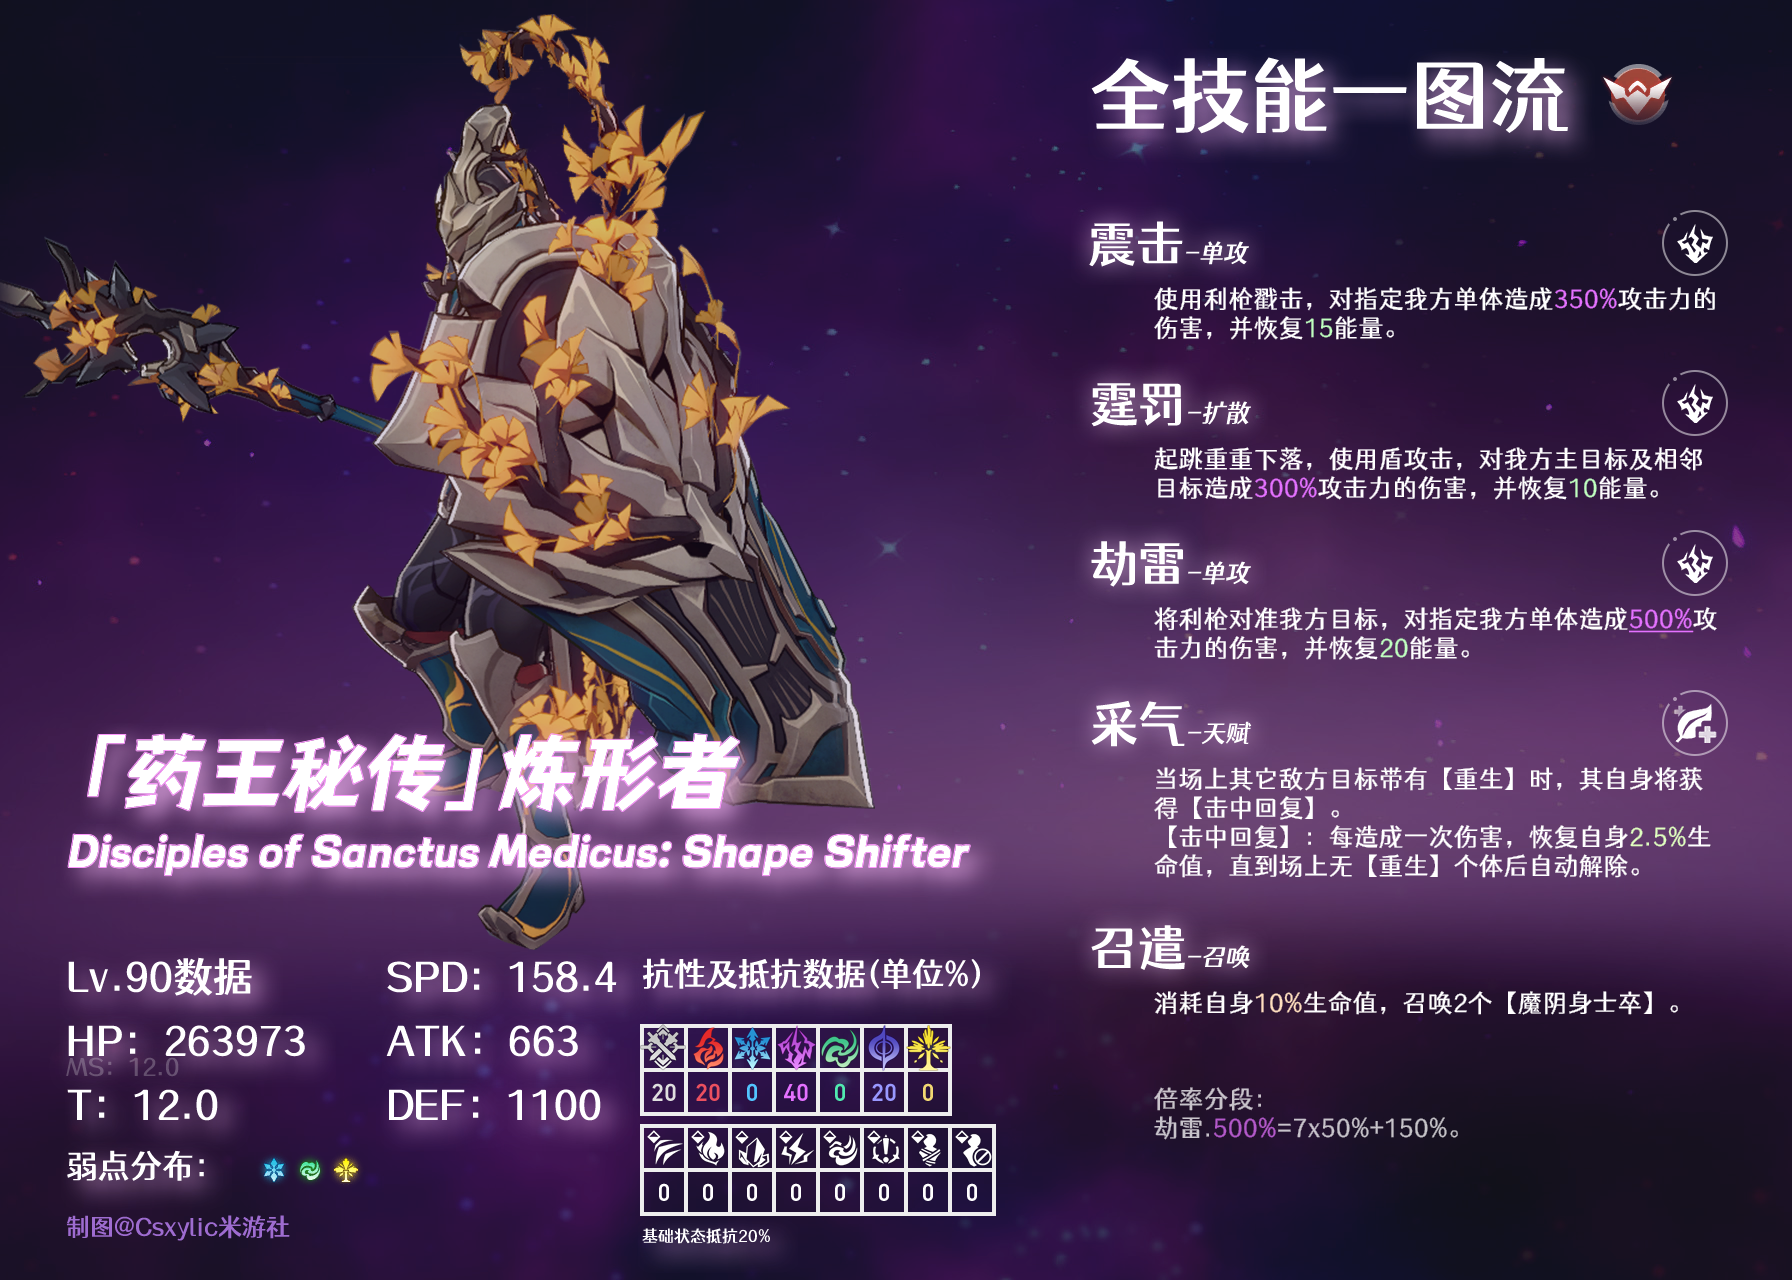 全技能一图流
震击-单攻
使用利枪戳击，对指定我方单体造成350%攻击力的
伤害，并恢复15能量。
霆罚-扩散
起跳重重下落，使用盾攻击，对我方主目标及相邻
目标造成300%攻击力的伤害，并恢复10能量。
劫雷-单攻
将利枪对准我方目标，对指定我方单体造成500%攻
击力的伤害，并恢复20能量。
采气-天赋
当场上其它敌方目标带有【重生】时，其自身将获
得【击中回复】。
【击中回复】：每造成一次伤害，恢复自身2.5%生
命值，直到场上无【重生】个体后自动解除。
召遣-召唤
消耗自身10%生命值，召唤2个【魔阴身士卒】。
倍率分段：
劫雷.500%=7x50%+150%。
「药王秘传」炼形者
Disciples of Sanctus Medicus: Shape Shifter
Lv.90数据
SPD：158.4
HP：263973
ATK：663
MS：12.0
T：12.0
DEF：1100
弱点分布：
制图@Csxylic米游社
抗性及抵抗数据(单位%)
20 20 0 40 0 20 0
0 0 0 0 0 0 0 0
基础状态抵抗20%